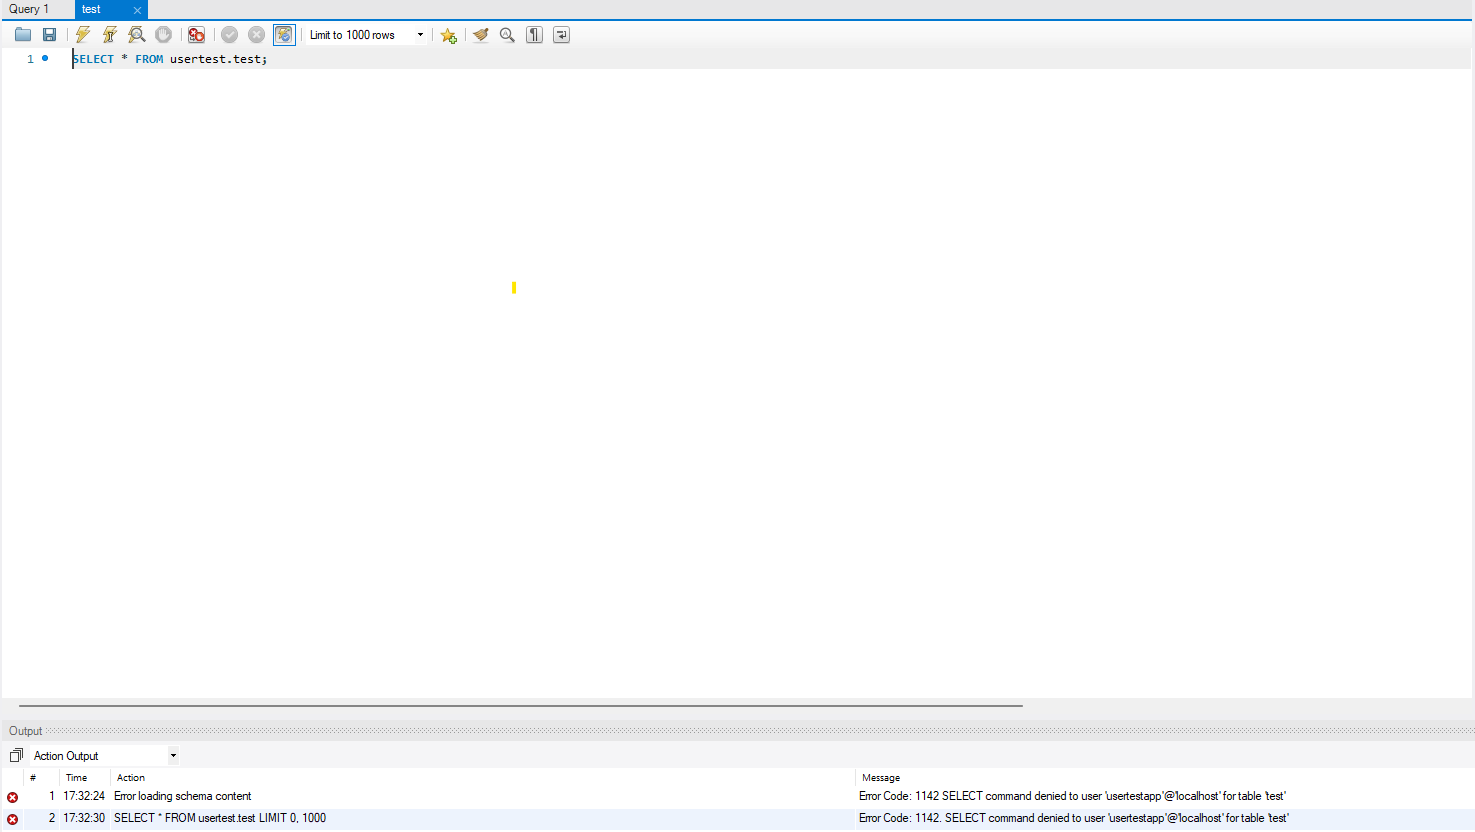 Query 1
test
Limit to 1000 rows
1
SELECT * FROM usertest.test;
Output
Action Output
# Time Action Message
1 17:32:24 Error loading schema content Error Code: 1142 SELECT command denied to user 'usertestapp'@'localhost' for table 'test'
2 17:32:30 SELECT * FROM usertest.test LIMIT 0, 1000 Error Code: 1142. SELECT command denied to user 'usertestapp'@'localhost' for table 'test'